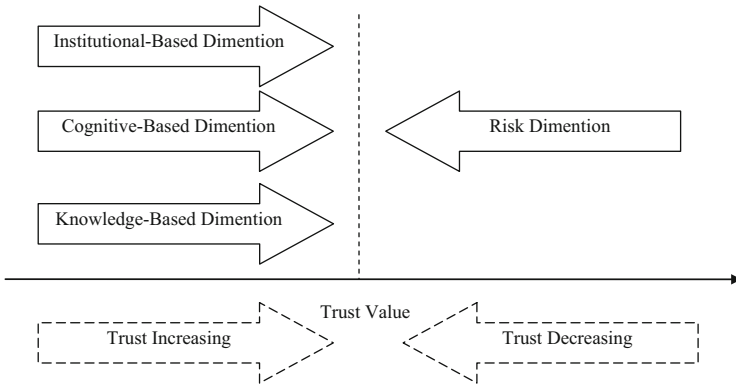 Institutional-Based Dimention
Cognitive-Based Dimention
Risk Dimention
Knowledge-Based Dimention
Trust Value
Trust Increasing
Trust Decreasing